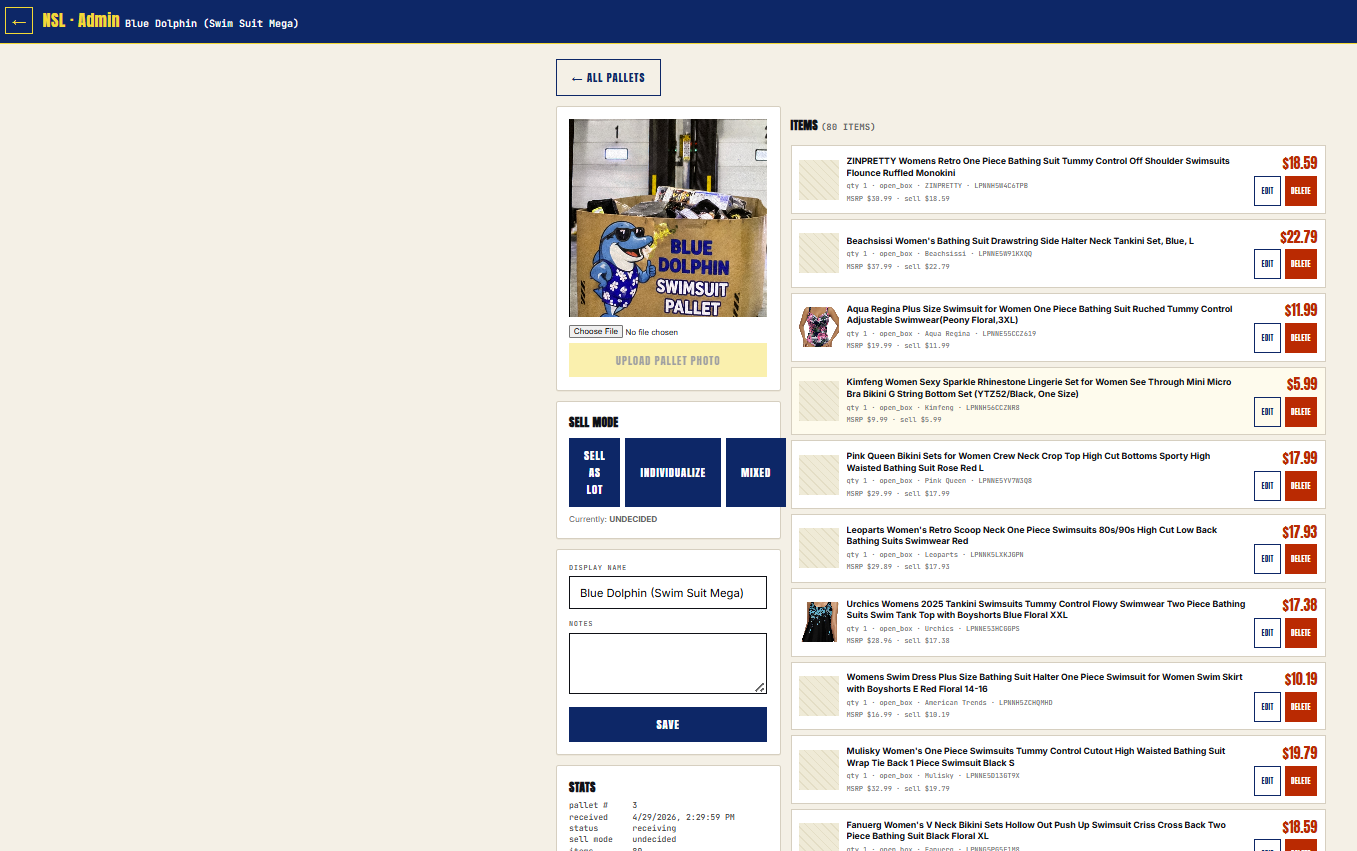 ←
NSL · Admin Blue Dolphin (Swim Suit Mega)
← ALL PALLETS
1
BLUE
DOLPHIN
SWIMSUIT
PALLET
Choose File No file chosen
UPLOAD PALLET PHOTO
SELL MODE
SELL
AS
LOT
INDIVIDUALIZE
MIXED
Currently: UNDECIDED
DISPLAY NAME
Blue Dolphin (Swim Suit Mega)
NOTES
SAVE
STATS
pallet # 3
received 4/29/2026, 2:29:59 PM
status receiving
sell mode undecided
items 80
ITEMS (80 ITEMS)
ZINPRETTY Womens Retro One Piece Bathing Suit Tummy Control Off Shoulder Swimsuits
Flounce Ruffled Monokini
qty 1 · open_box · ZINPRETTY · LPNNH5W4C6TPB
MSRP $30.99 · sell $18.59
$18.59
EDIT
DELETE
Beachsissi Women's Bathing Suit Drawstring Side Halter Neck Tankini Set, Blue, L
qty 1 · open_box · Beachsissi · LPNNE5W91KXQQ
MSRP $37.99 · sell $22.79
$22.79
EDIT
DELETE
Aqua Regina Plus Size Swimsuit for Women One Piece Bathing Suit Ruched Tummy Control
Adjustable Swimwear(Peony Floral,3XL)
qty 1 · open_box · Aqua Regina · LPNNE55CCZ619
MSRP $19.99 · sell $11.99
$11.99
EDIT
DELETE
Kimfeng Women Sexy Sparkle Rhinestone Lingerie Set for Women See Through Mini Micro
Bra Bikini G String Bottom Set (YTZ52/Black, One Size)
qty 1 · open_box · Kimfeng · LPNNH56CCZNR8
MSRP $9.99 · sell $5.99
$5.99
EDIT
DELETE
Pink Queen Bikini Sets for Women Crew Neck Crop Top High Cut Bottoms Sporty High
Waisted Bathing Suit Rose Red L
qty 1 · open_box · Pink Queen · LPNNE5YV7W3Q8
MSRP $29.99 · sell $17.99
$17.99
EDIT
DELETE
Leoparts Women's Retro Scoop Neck One Piece Swimsuits 80s/90s High Cut Low Back
Bathing Suits Swimwear Red
qty 1 · open_box · Leoparts · LPNNK5LXKJGPN
MSRP $29.89 · sell $17.93
$17.93
EDIT
DELETE
Urchics Womens 2025 Tankini Swimsuits Tummy Control Flowy Swimwear Two Piece Bathing
Suits Swim Tank Top with Boyshorts Blue Floral XXL
qty 1 · open_box · Urchics · LPNNE53HCGGPS
MSRP $28.96 · sell $17.38
$17.38
EDIT
DELETE
Womens Swim Dress Plus Size Bathing Suit Halter One Piece Swimsuit for Women Swim Skirt
with Boyshorts E Red Floral 14-16
qty 1 · open_box · American Trends · LPNNH5ZCHQMHD
MSRP $16.99 · sell $10.19
$10.19
EDIT
DELETE
Mulisky Women's One Piece Swimsuits Tummy Control Cutout High Waisted Bathing Suit
Wrap Tie Back 1 Piece Swimsuit Black S
qty 1 · open_box · Mulisky · LPNNE5D13GT9X
MSRP $32.99 · sell $19.79
$19.79
EDIT
DELETE
Fanuerg Women's V Neck Bikini Sets Hollow Out Push Up Swimsuit Criss Cross Back Two
Piece Bathing Suit Black Floral XL
qty 1 · open_box · Fanuerg
$18.59